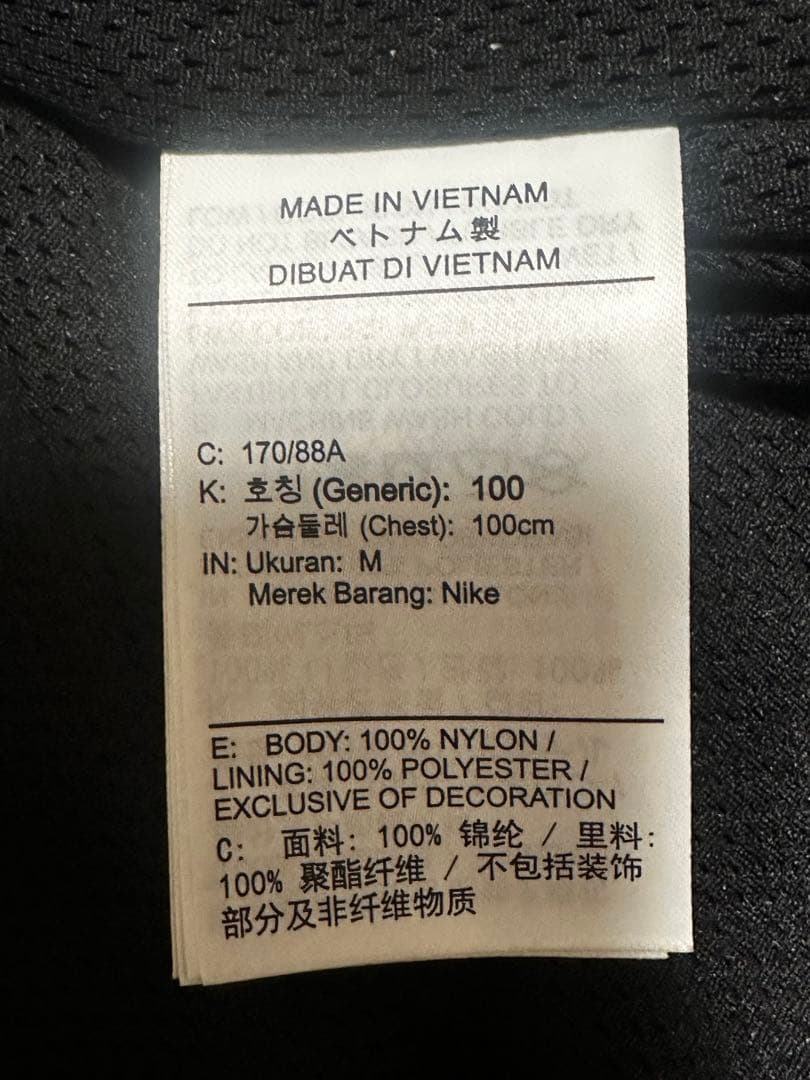 MADE IN VIETNAM
ベトナム製
DIBUAT DI VIETNAM
C: 170/88A
K: 호칭 (Generic): 100
가슴둘레 (Chest): 100cm
IN: Ukuran: M
Merek Barang: Nike
E: BODY: 100% NYLON /
LINING: 100% POLYESTER /
EXCLUSIVE OF DECORATION
C: 面料: 100% 锦纶 / 里料:
100% 聚酯纤维 / 不包括装饰
部分及非纤维物质